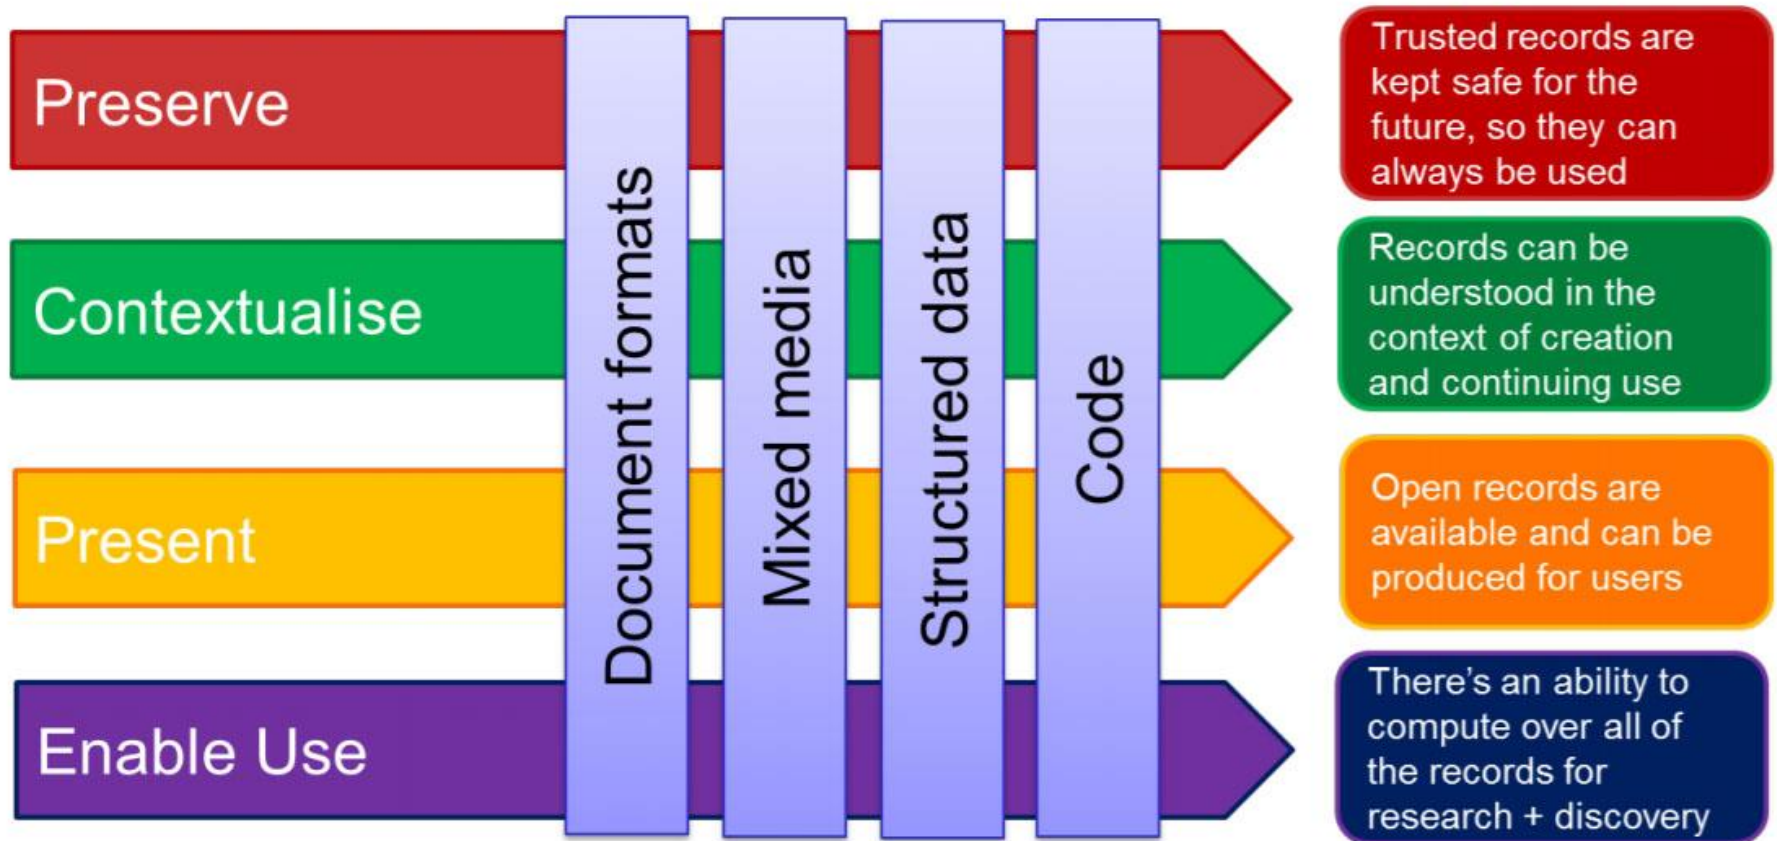 Preserve
Trusted records are
kept safe for the
future, so they can
always be used
Contextualise
Records can be
understood in the
context of creation
and continuing use
Present
Open records are
available and can be
produced for users
Enable Use
There's an ability to
compute over all of
the records for
research + discovery
Document formats
Mixed media
Structured data
Code